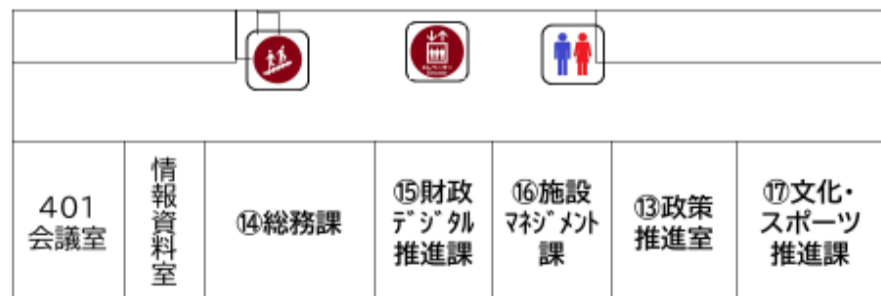 401
会議室
情報資料室
⑭総務課
⑮財政
デジタル
推進課
⑯施設
マネジメント
課
⑬政策
推進室
⑰文化・
スポーツ
推進課